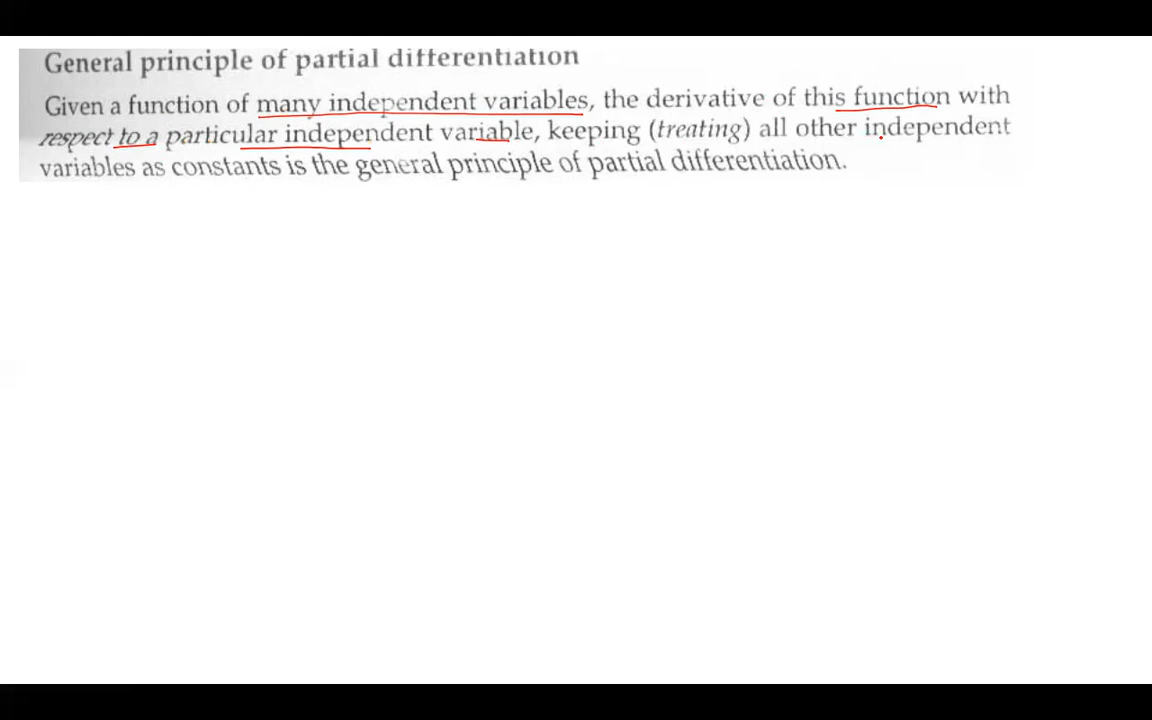 General principle of partial differentiation
Given a function of many independent variables, the derivative of this function with
respect to a particular independent variable, keeping (treating) all other independent
variables as constants is the general principle of partial differentiation.